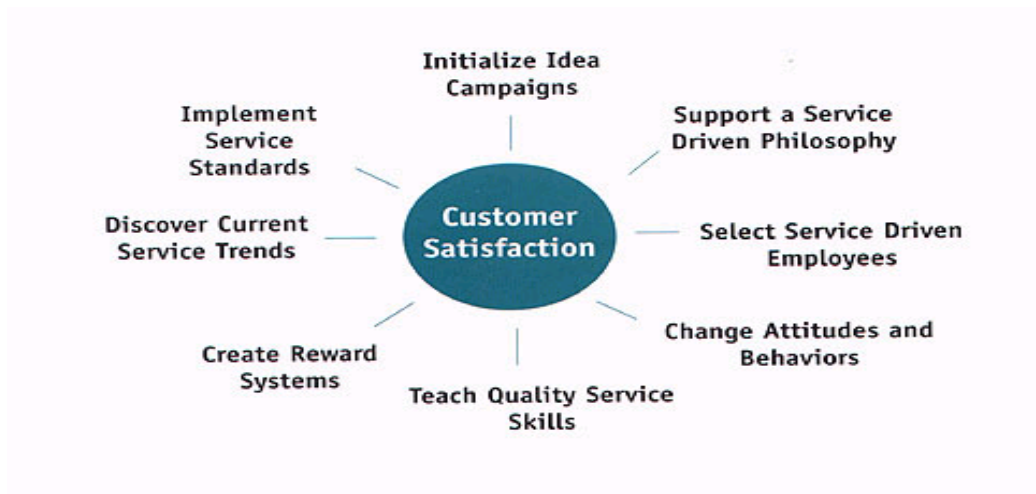 Initialize Idea
Campaigns
Support a Service
Driven Philosophy
Select Service Driven
Employees
Change Attitudes and
Behaviors
Teach Quality Service
Skills
Create Reward
Systems
Discover Current
Service Trends
Implement
Service
Standards
Customer
Satisfaction